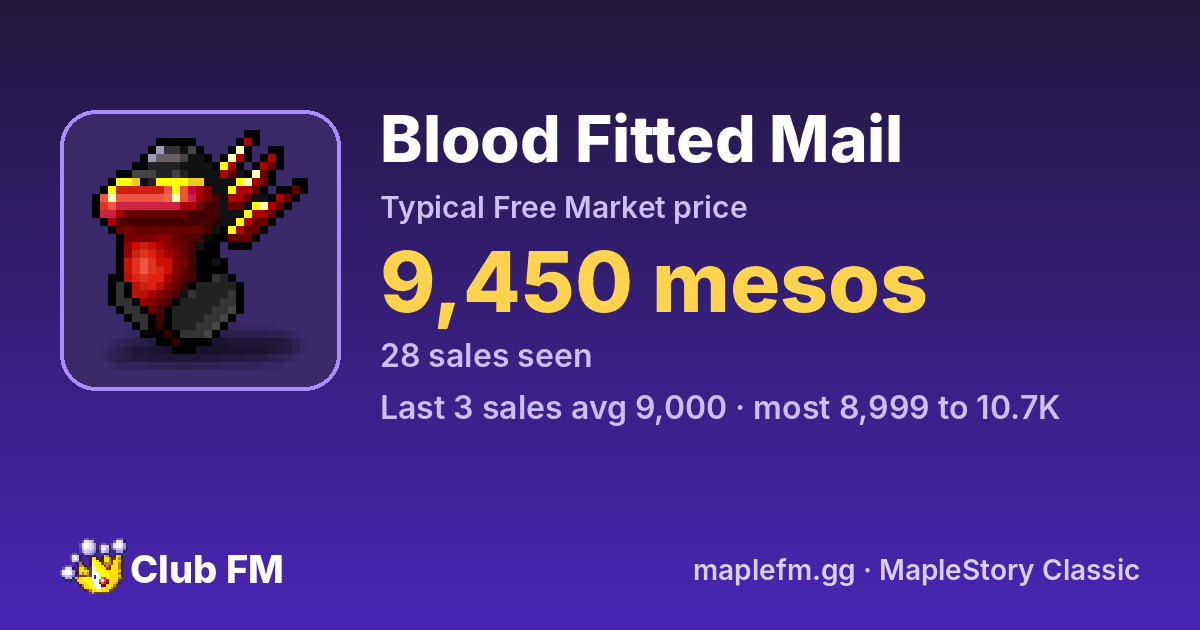 Blood Fitted Mail
Typical Free Market price
9,450 mesos
28 sales seen
Last 3 sales avg 9,000 · most 8,999 to 10.7K
Club FM
maplefm.gg · MapleStory Classic